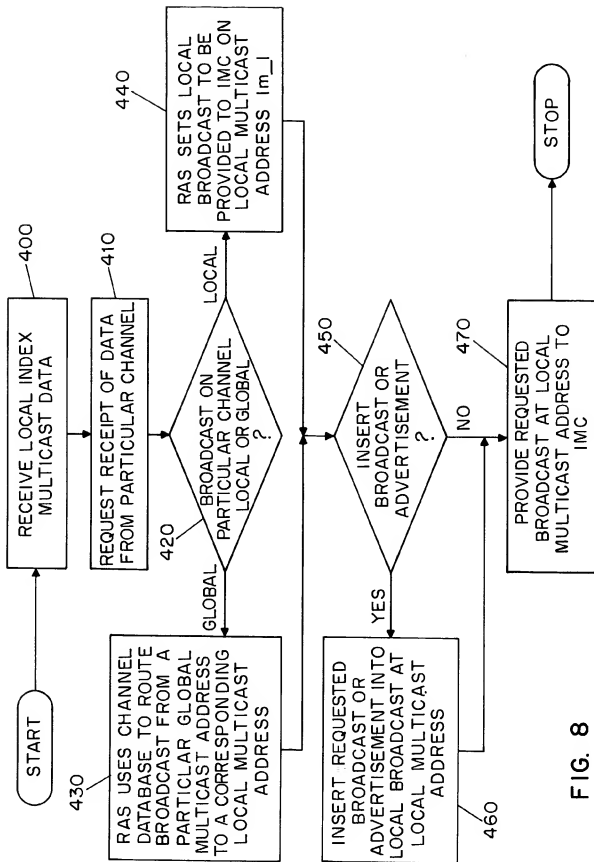 START
RECEIVE LOCAL INDEX
MULTICAST DATA
400
REQUEST RECEIPT OF DATA
FROM PARTICULAR CHANNEL
410
BROADCAST ON
PARTICULAR CHANNEL
LOCAL OR GLOBAL
?
420
GLOBAL
LOCAL
RAS USES CHANNEL
DATABASE TO ROUTE
BROADCAST FROM A
PARTICLAR GLOBAL
MULTICAST ADDRESS
TO A CORRESPONDING
LOCAL MULTICAST
ADDRESS
430
RAS SETS LOCAL
BROADCAST TO BE
PROVIDED TO IMC ON
LOCAL MULTICAST
ADDRESS lm_l
440
INSERT
BROADCAST OR
ADVERTISEMENT
?
450
YES
NO
INSERT REQUESTED
BROADCAST OR
ADVERTISEMENT INTO
LOCAL BROADCAST AT
LOCAL MULTICAST
ADDRESS
460
PROVIDE REQUESTED
BROADCAST AT LOCAL
MULTICAST ADDRESS TO
IMC
470
STOP
FIG. 8